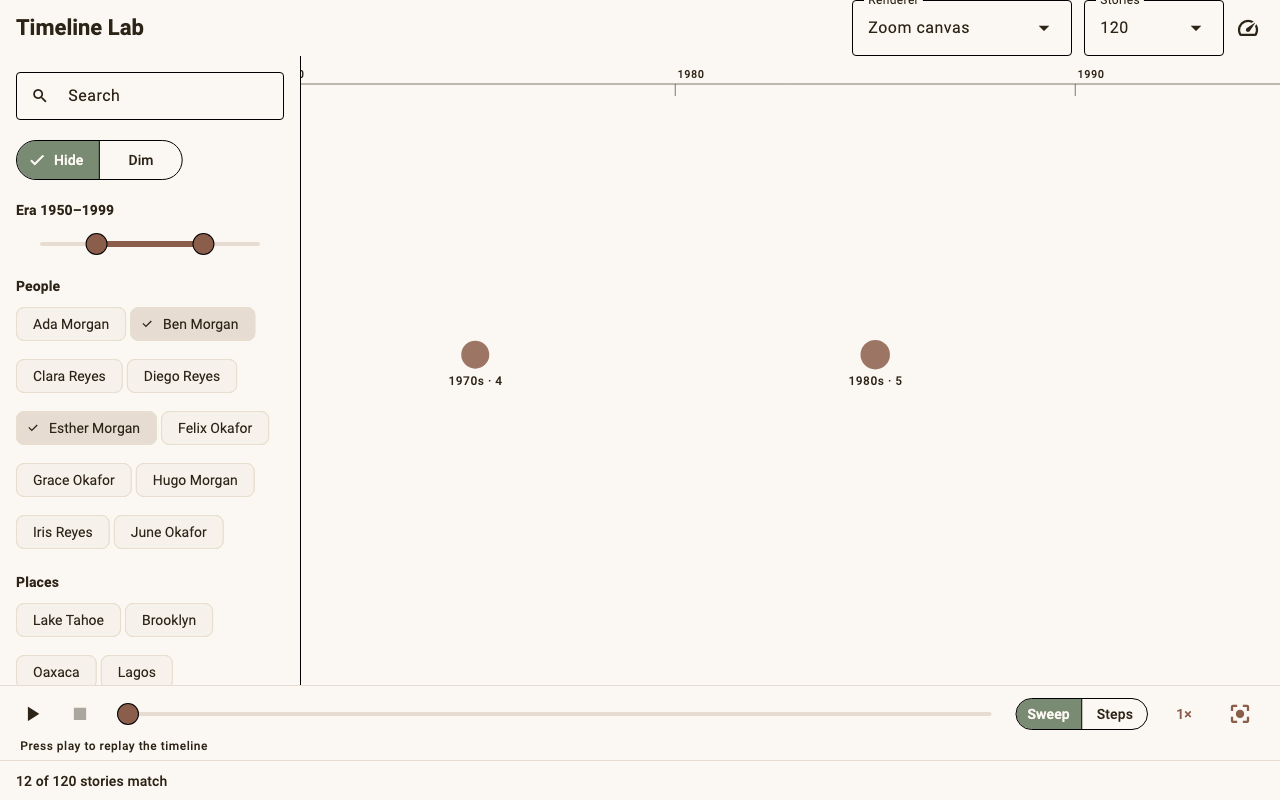 Timeline Lab
Renderer
Zoom canvas
Stories
120
Search
Hide
Dim
Era 1950–1999
People
Ada Morgan
Ben Morgan
Clara Reyes
Diego Reyes
Esther Morgan
Felix Okafor
Grace Okafor
Hugo Morgan
Iris Reyes
June Okafor
Places
Lake Tahoe
Brooklyn
Oaxaca
Lagos
1980
1990
1970s · 4
1980s · 5
Sweep
Steps
1×
Press play to replay the timeline
12 of 120 stories match